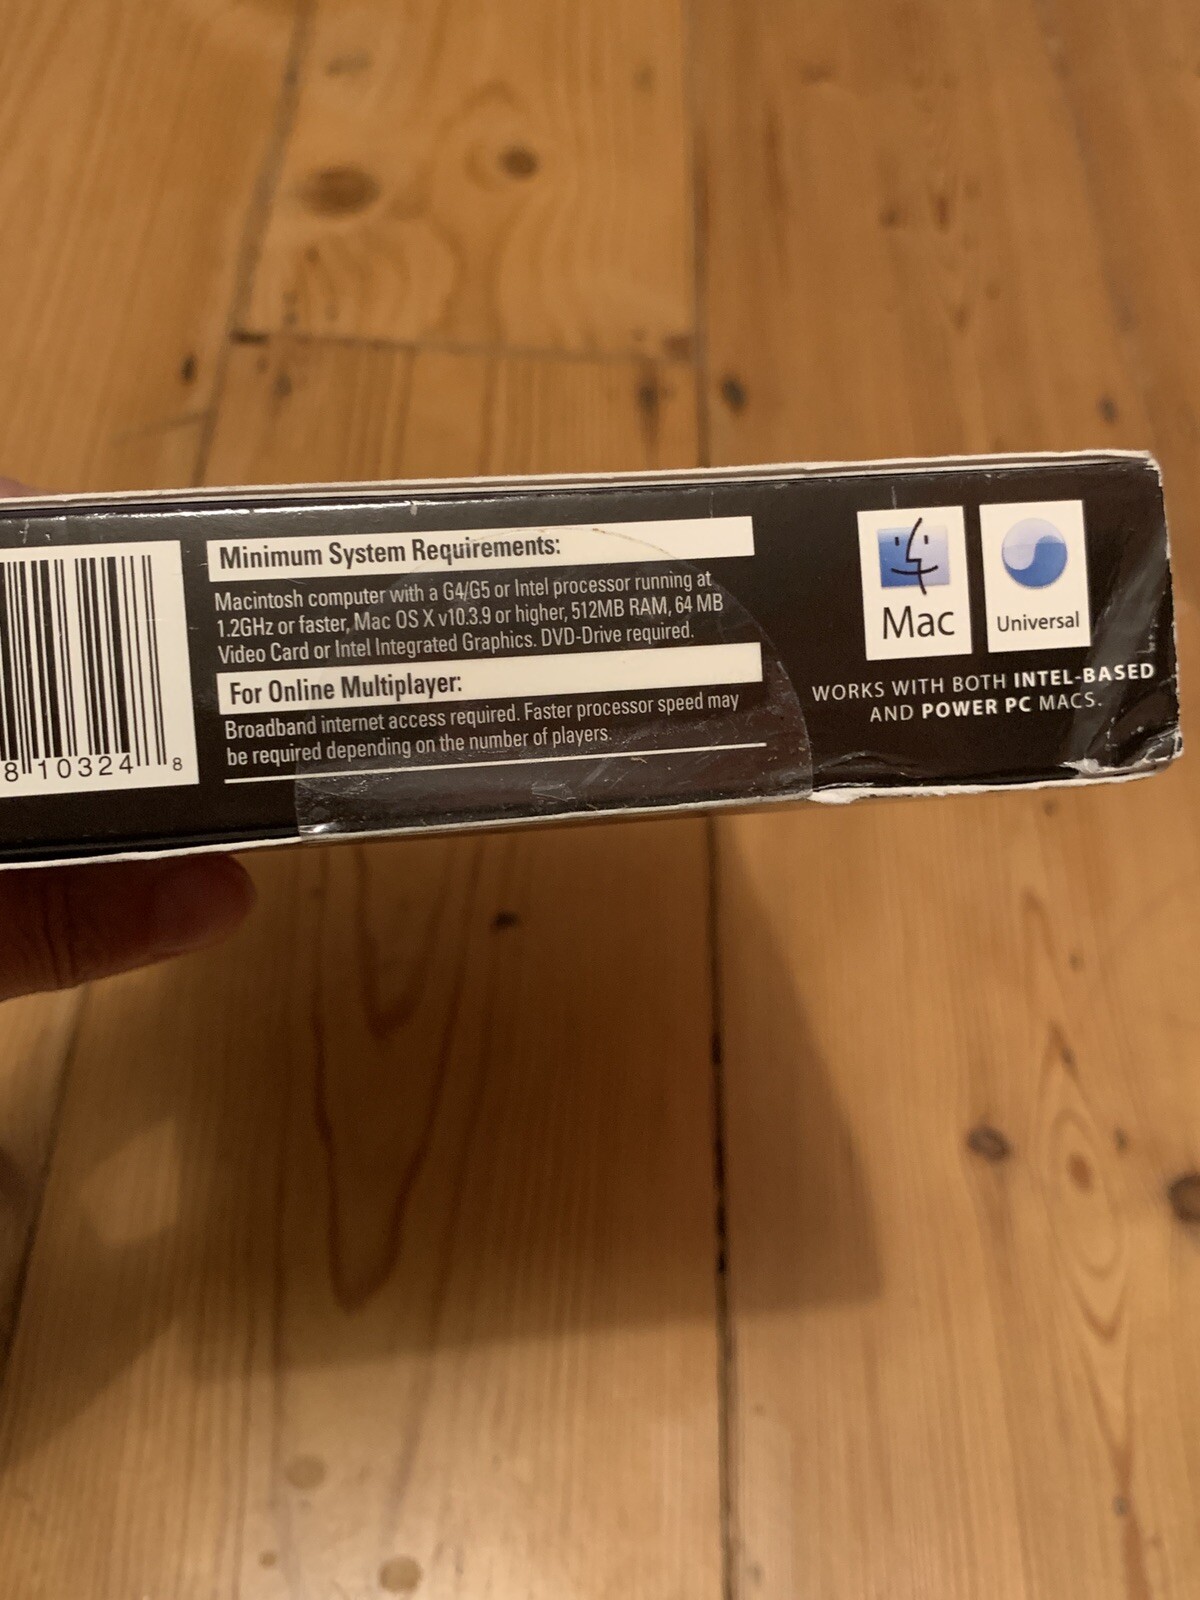 Minimum System Requirements:
Macintosh computer with a G4/G5 or Intel processor running at
1.2GHz or faster, Mac OS X v10.3.9 or higher, 512MB RAM, 64 MB
Video Card or Intel Integrated Graphics. DVD-Drive required.
For Online Multiplayer:
Broadband internet access required. Faster processor speed may
be required depending on the number of players.
8 10324 8
Mac
Universal
WORKS WITH BOTH INTEL-BASED
AND POWER PC MACS.